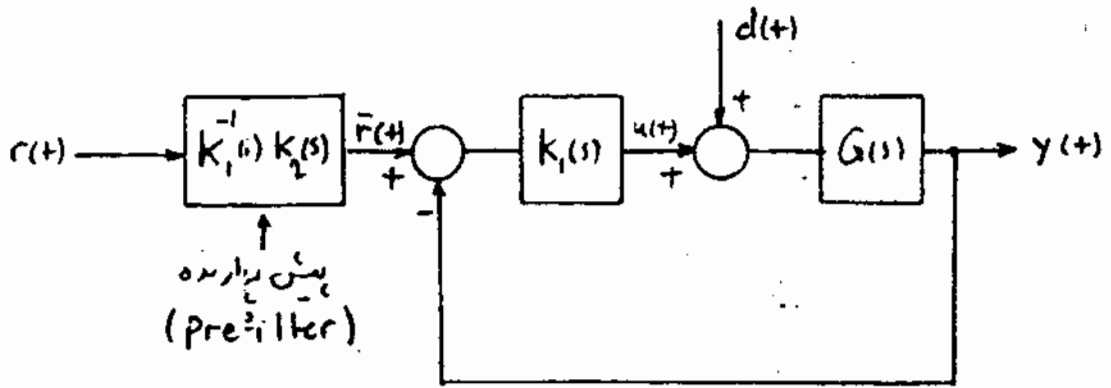 d(t)
r(t)
K₁⁻¹(s) K₂(s)
r̄(t)
+
-
K₁(s)
u(t)
+
+
G(s)
y(t)
پیش پردازنده
(prefilter)